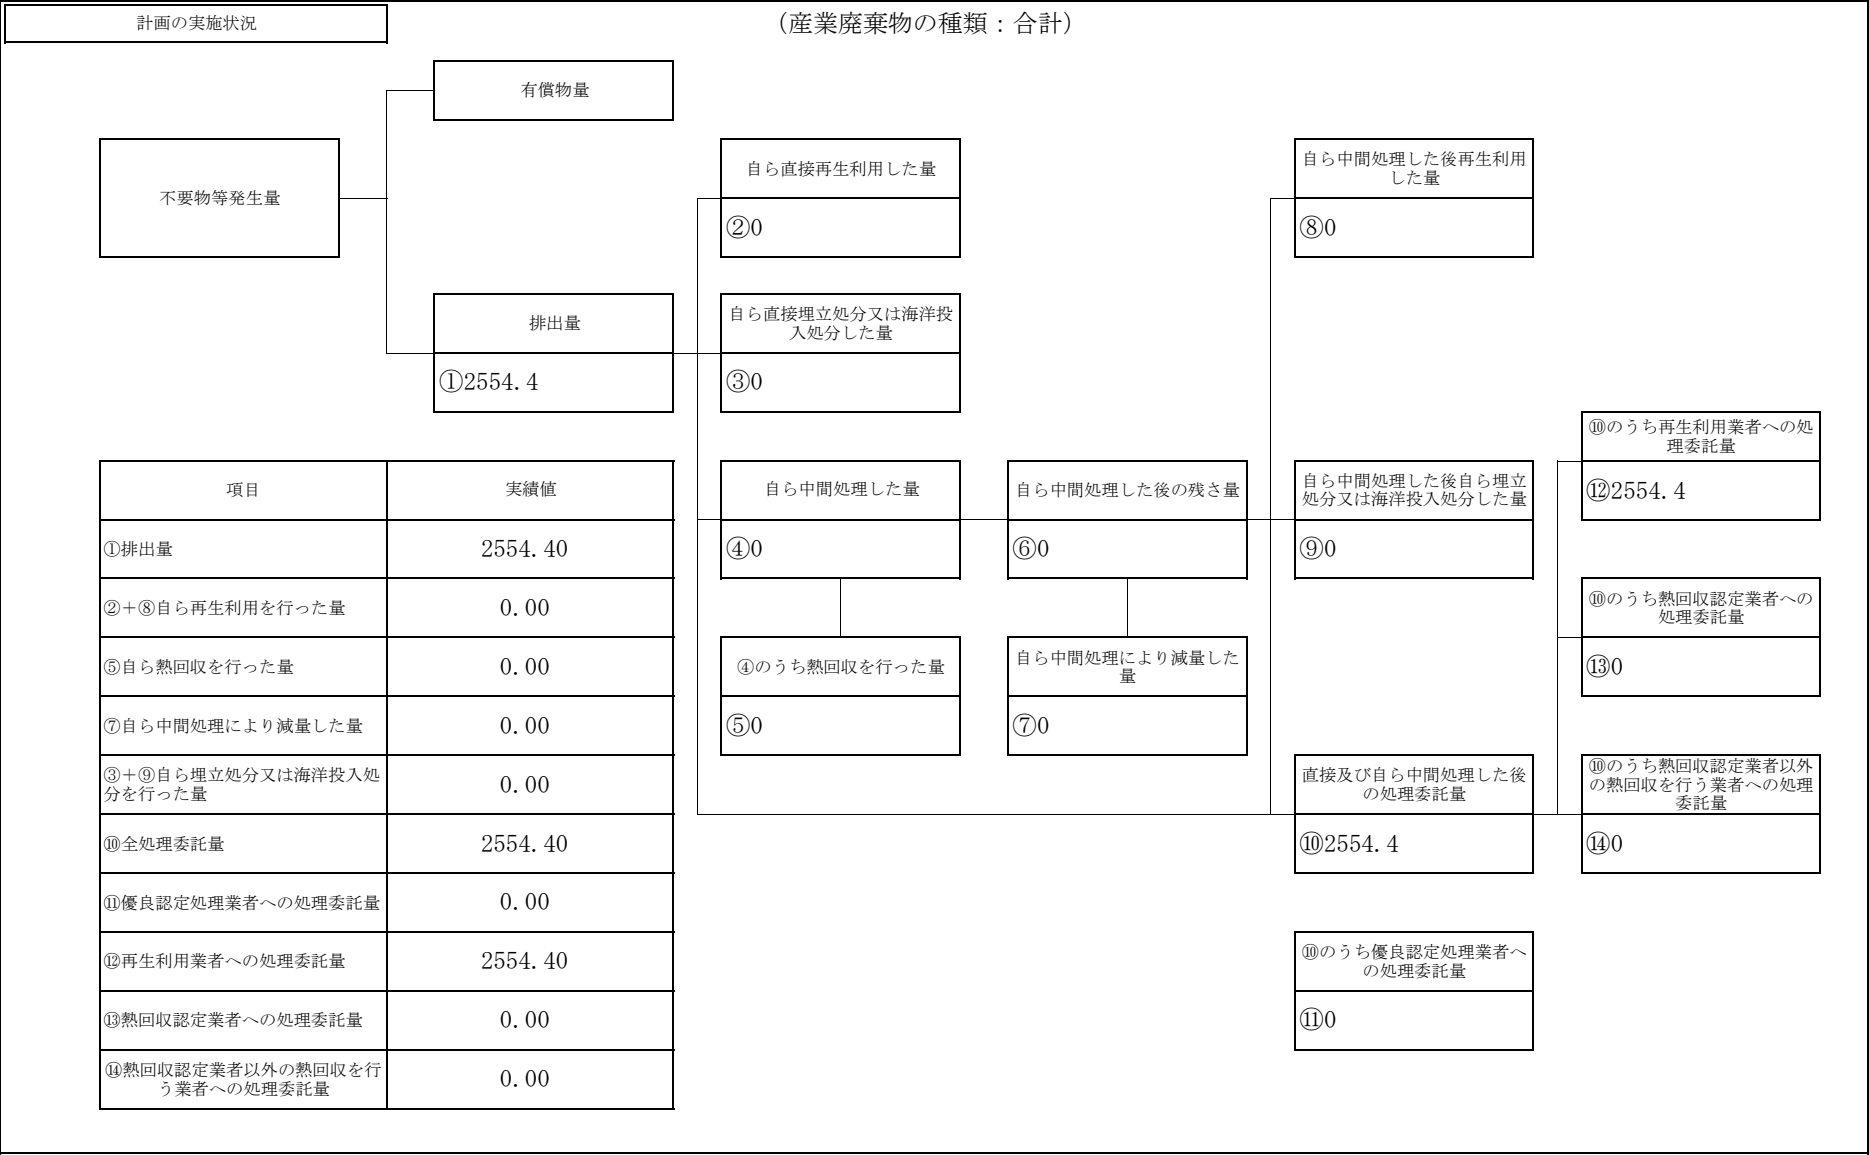 計画の実施状況
（産業廃棄物の種類：合計）
有償物量
不要物等発生量
自ら直接再生利用した量
②0
自ら中間処理した後再生利用
した量
⑧0
排出量
①2554.4
自ら直接埋立処分又は海洋投
入処分した量
③0
⑩のうち再生利用業者への処
理委託量
⑫2554.4
自ら中間処理した量
④0
自ら中間処理した後の残さ量
⑥0
自ら中間処理した後自ら埋立
処分又は海洋投入処分した量
⑨0
⑩のうち熱回収認定業者への
処理委託量
⑬0
④のうち熱回収を行った量
⑤0
自ら中間処理により減量した
量
⑦0
直接及び自ら中間処理した後
の処理委託量
⑩2554.4
⑩のうち熱回収認定業者以外
の熱回収を行う業者への処理
委託量
⑭0
⑩のうち優良認定処理業者へ
の処理委託量
⑪0
項目 実績値
①排出量 2554.40
②＋⑧自ら再生利用を行った量 0.00
⑤自ら熱回収を行った量 0.00
⑦自ら中間処理により減量した量 0.00
③＋⑨自ら埋立処分又は海洋投入処
分を行った量 0.00
⑩全処理委託量 2554.40
⑪優良認定処理業者への処理委託量 0.00
⑫再生利用業者への処理委託量 2554.40
⑬熱回収認定業者への処理委託量 0.00
⑭熱回収認定業者以外の熱回収を行
う業者への処理委託量 0.00